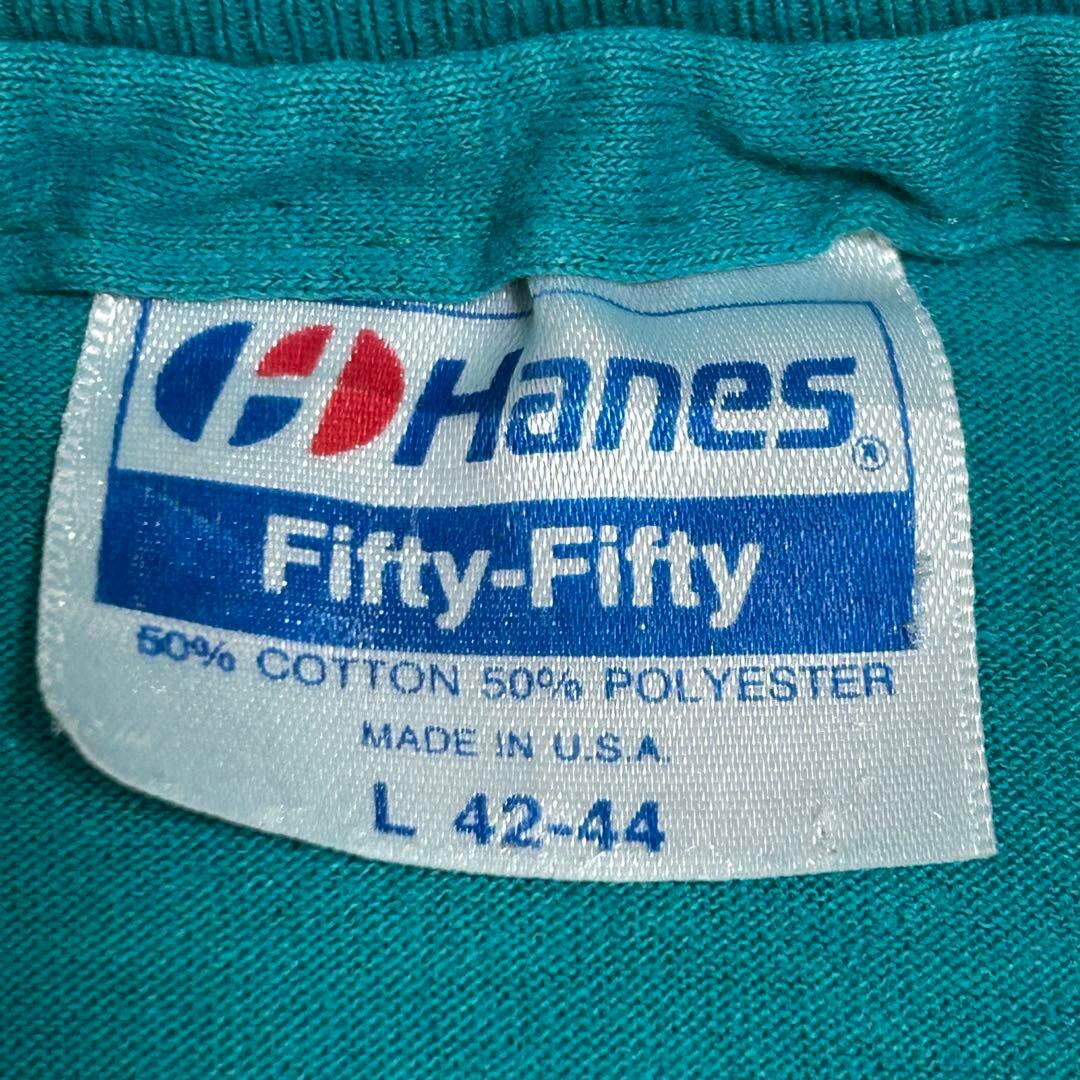 Hanes®
Fifty-Fifty
50% COTTON 50% POLYESTER
MADE IN U.S.A.
L 42-44